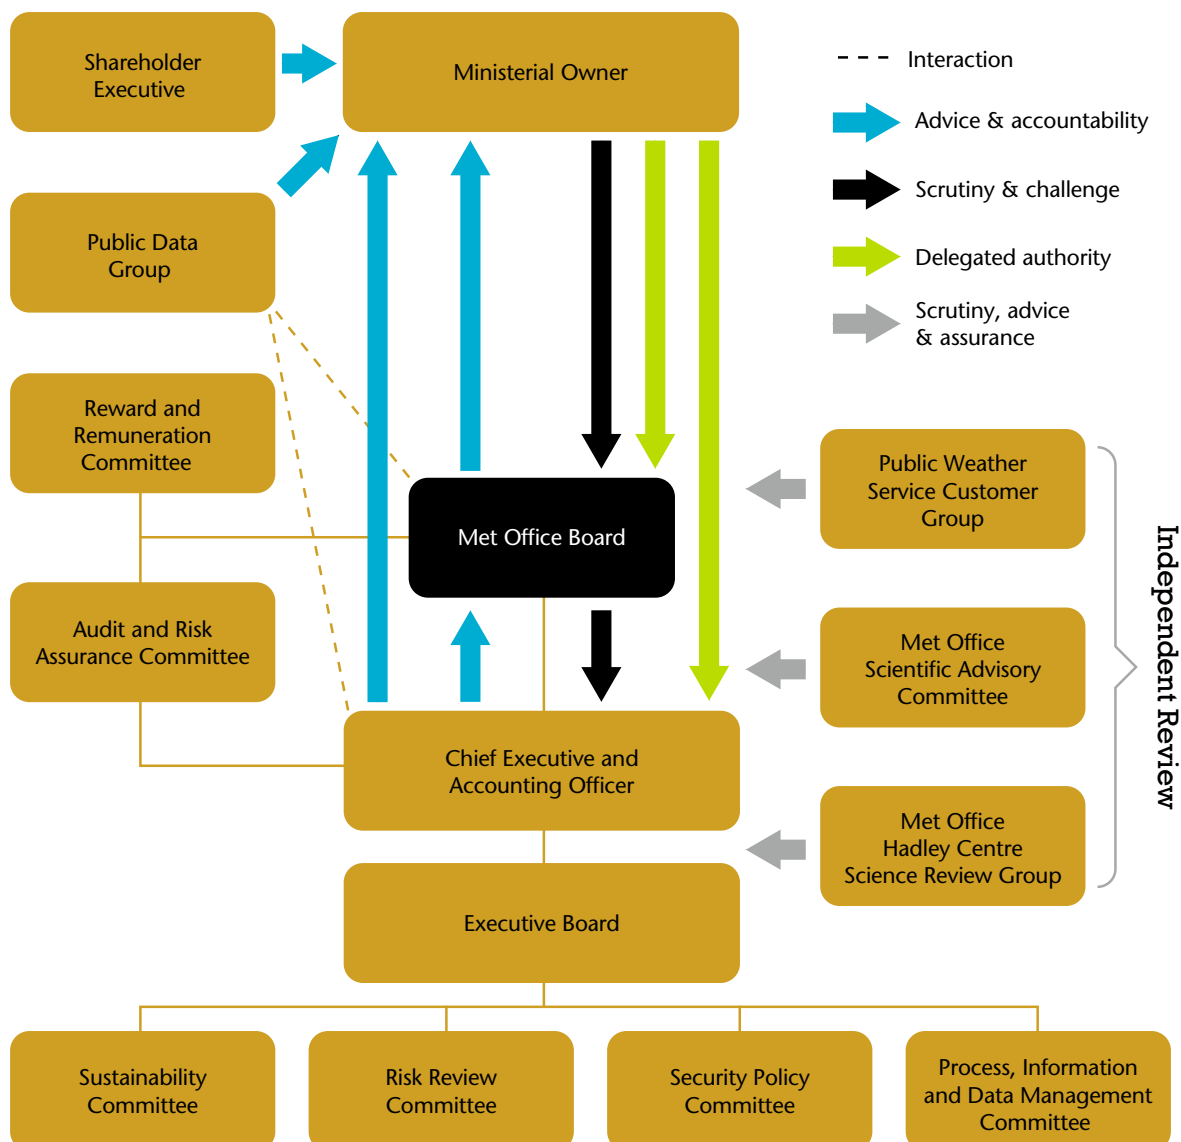 Shareholder
Executive
Ministerial Owner
Interaction
Advice & accountability
Scrutiny & challenge
Delegated authority
Scrutiny, advice
& assurance
Public Data
Group
Reward and
Remuneration
Committee
Met Office Board
Public Weather
Service Customer
Group
Audit and Risk
Assurance Committee
Met Office
Scientific Advisory
Committee
Independent Review
Chief Executive and
Accounting Officer
Met Office
Hadley Centre
Science Review Group
Executive Board
Sustainability
Committee
Risk Review
Committee
Security Policy
Committee
Process, Information
and Data Management
Committee